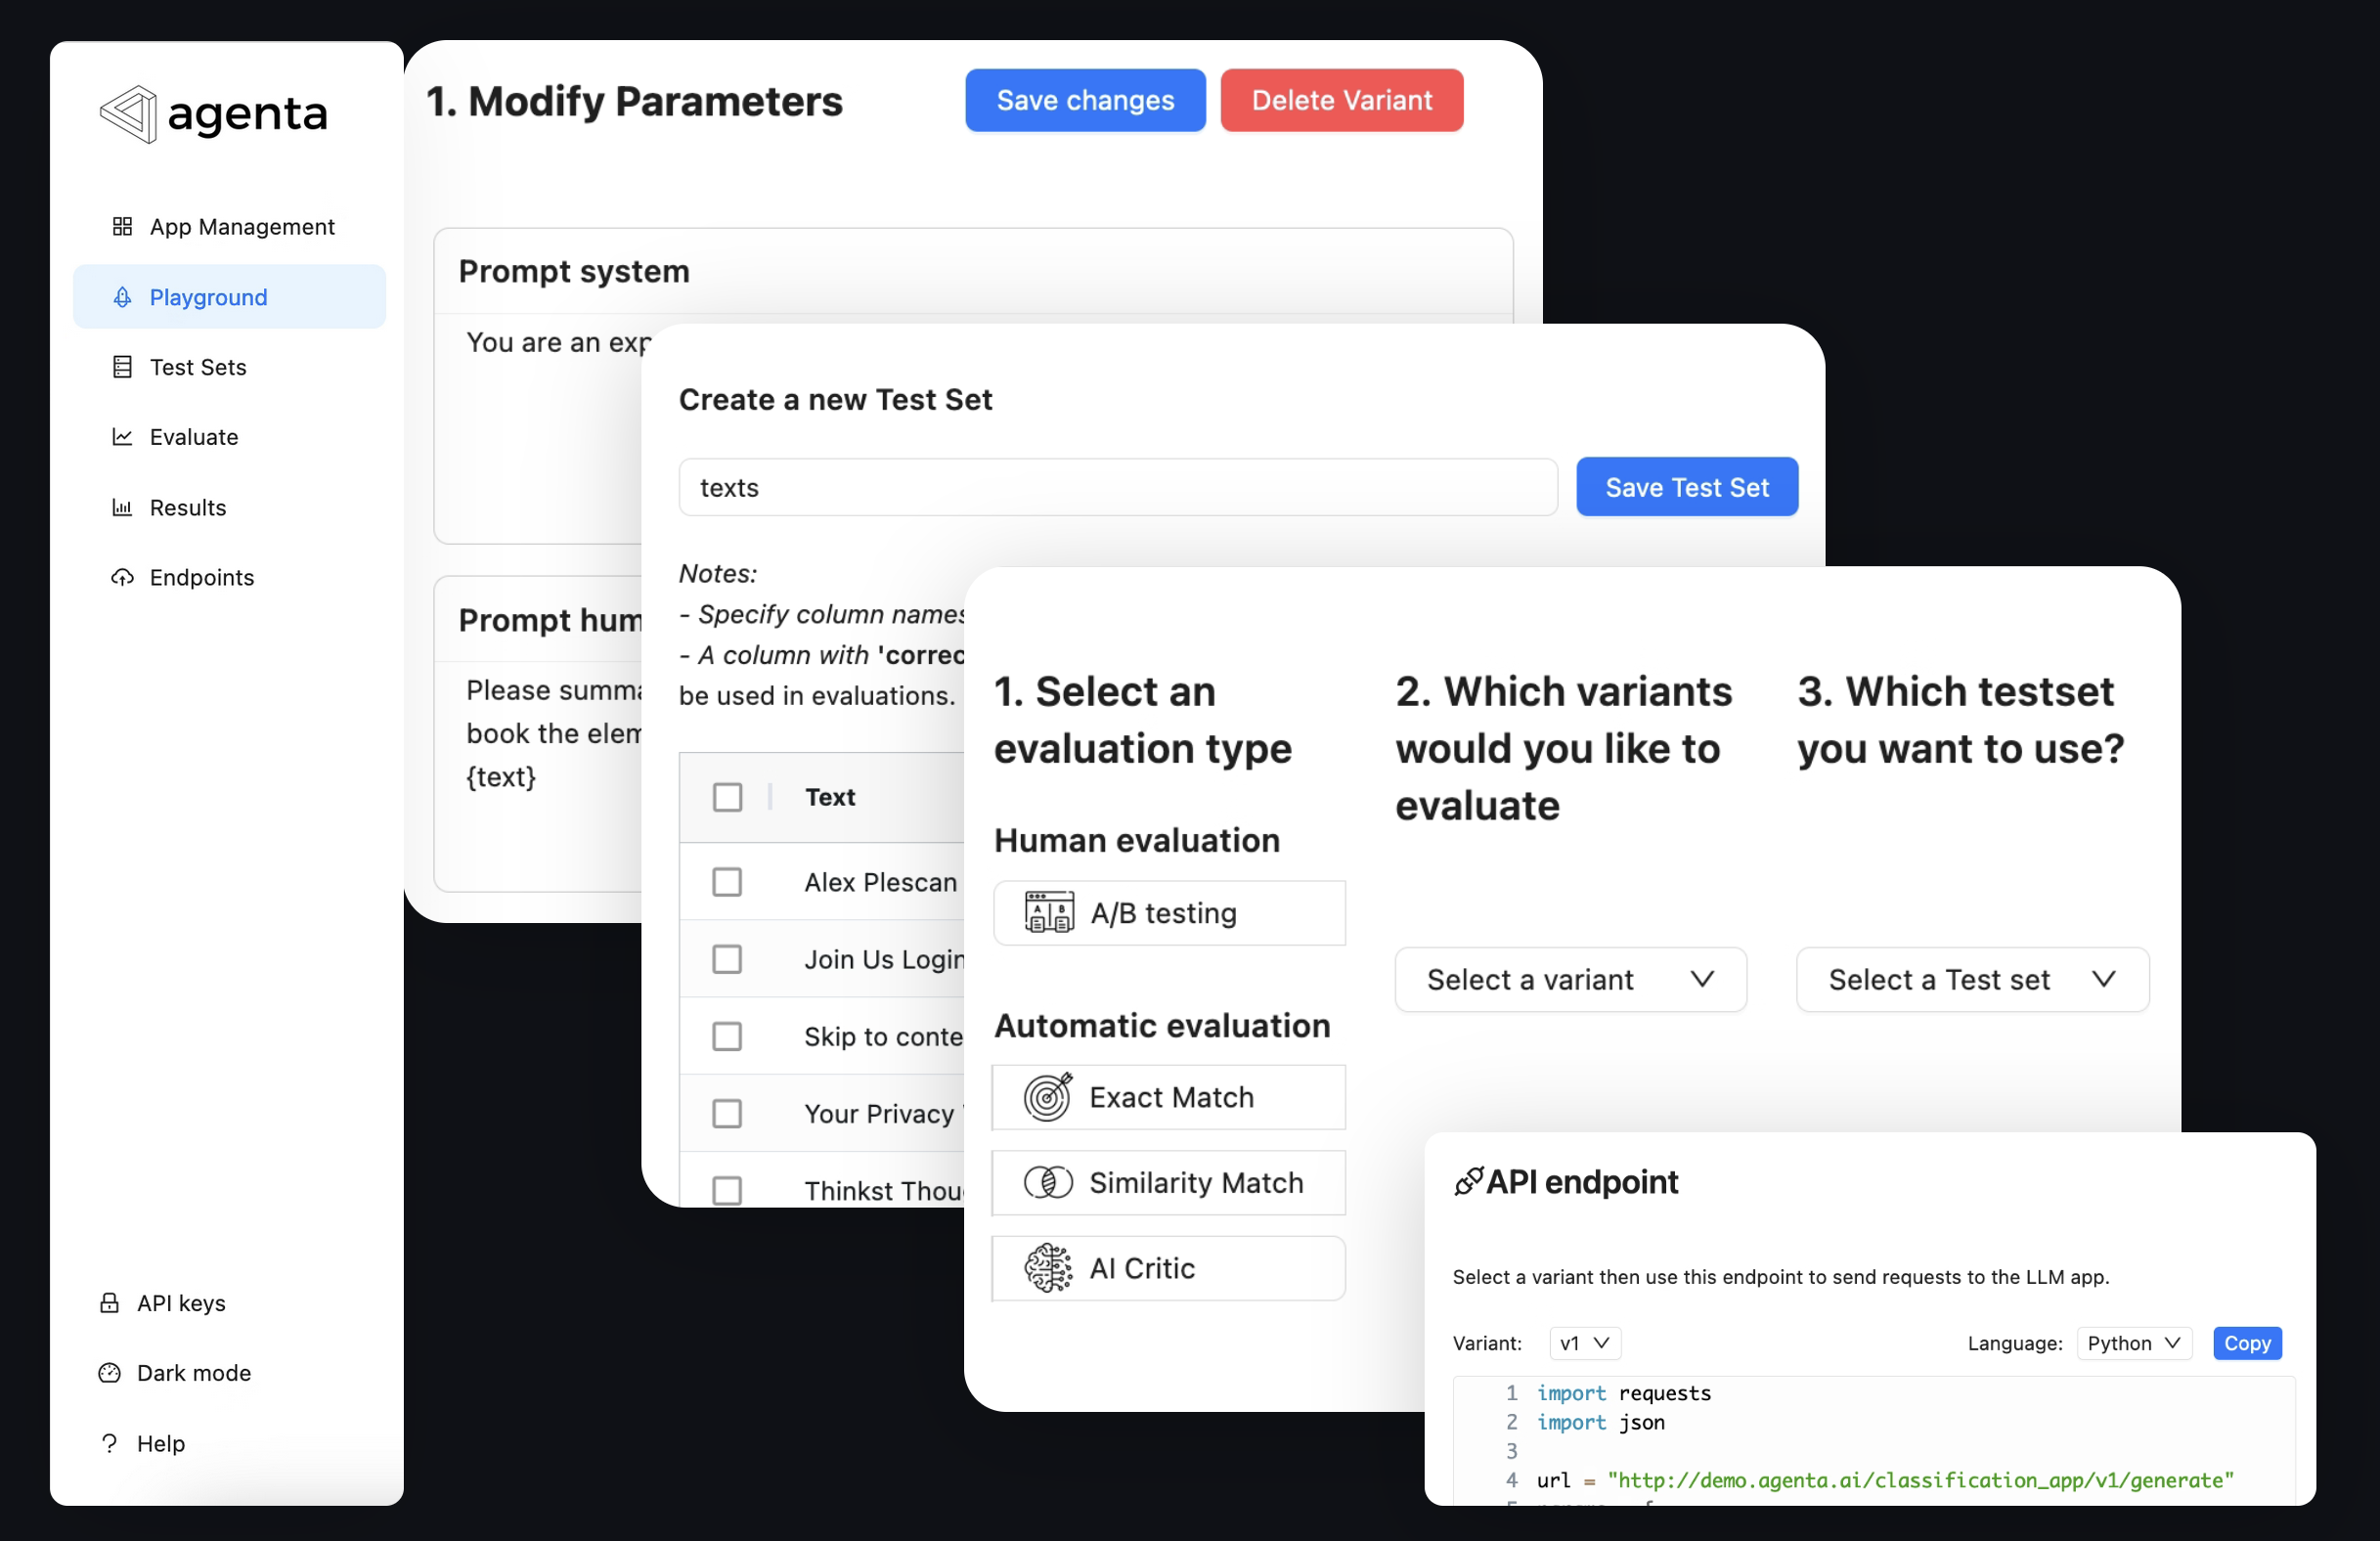 agenta
App Management
Playground
Test Sets
Evaluate
Results
Endpoints
API keys
Dark mode
? Help
1. Modify Parameters
Save changes
Delete Variant
Prompt system
You are an exp
Prompt hum
Please summa
book the elem
{text}
Create a new Test Set
texts
Save Test Set
Notes:
- Specify column names
- A column with 'correc
be used in evaluations.
Text
Alex Plescan
Join Us Login
Skip to conte
Your Privacy
Thinkst Thou
1. Select an
evaluation type
Human evaluation
A/B testing
Automatic evaluation
Exact Match
Similarity Match
AI Critic
2. Which variants
would you like to
evaluate
Select a variant
3. Which testset
you want to use?
Select a Test set
API endpoint
Select a variant then use this endpoint to send requests to the LLM app.
Variant: v1
Language: Python
Copy
1 import requests
2 import json
3
4 url = "http://demo.agenta.ai/classification_app/v1/generate"